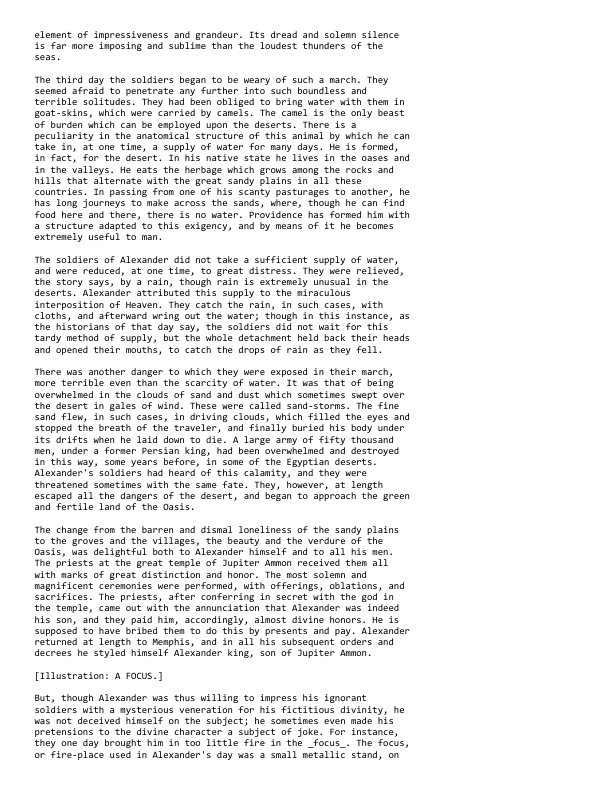 element of impressiveness and grandeur. Its dread and solemn silence
is far more imposing and sublime than the loudest thunders of the
seas.
The third day the soldiers began to be weary of such a march. They
seemed afraid to penetrate any further into such boundless and
terrible solitudes. They had been obliged to bring water with them in
goat-skins, which were carried by camels. The camel is the only beast
of burden which can be employed upon the deserts. There is a
peculiarity in the anatomical structure of this animal by which he can
take in, at one time, a supply of water for many days. He is formed,
in fact, for the desert. In his native state he lives in the oases and
in the valleys. He eats the herbage which grows among the rocks and
hills that alternate with the great sandy plains in all these
countries. In passing from one of his scanty pasturages to another, he
has long journeys to make across the sands, where, though he can find
food here and there, there is no water. Providence has formed him with
a structure adapted to this exigency, and by means of it he becomes
extremely useful to man.
The soldiers of Alexander did not take a sufficient supply of water,
and were reduced, at one time, to great distress. They were relieved,
the story says, by a rain, though rain is extremely unusual in the
deserts. Alexander attributed this supply to the miraculous
interposition of Heaven. They catch the rain, in such cases, with
cloths, and afterward wring out the water; though in this instance, as
the historians of that day say, the soldiers did not wait for this
tardy method of supply, but the whole detachment held back their heads
and opened their mouths, to catch the drops of rain as they fell.
There was another danger to which they were exposed in their march,
more terrible even than the scarcity of water. It was that of being
overwhelmed in the clouds of sand and dust which sometimes swept over
the desert in gales of wind. These were called sand-storms. The fine
sand flew, in such cases, in driving clouds, which filled the eyes and
stopped the breath of the traveler, and finally buried his body under
its drifts when he laid down to die. A large army of fifty thousand
men, under a former Persian king, had been overwhelmed and destroyed
in this way, some years before, in some of the Egyptian deserts.
Alexander's soldiers had heard of this calamity, and they were
threatened sometimes with the same fate. They, however, at length
escaped all the dangers of the desert, and began to approach the green
and fertile land of the Oasis.
The change from the barren and dismal loneliness of the sandy plains
to the groves and the villages, the beauty and the verdure of the
Oasis, was delightful both to Alexander himself and to all his men.
The priests at the great temple of Jupiter Ammon received them all
with marks of great distinction and honor. The most solemn and
magnificent ceremonies were performed, with offerings, oblations, and
sacrifices. The priests, after conferring in secret with the god in
the temple, came out with the annunciation that Alexander was indeed
his son, and they paid him, accordingly, almost divine honors. He is
supposed to have bribed them to do this by presents and pay. Alexander
returned at length to Memphis, and in all his subsequent orders and
decrees he styled himself Alexander king, son of Jupiter Ammon.
[Illustration: A FOCUS.]
But, though Alexander was thus willing to impress his ignorant
soldiers with a mysterious veneration for his fictitious divinity, he
was not deceived himself on the subject; he sometimes even made his
pretensions to the divine character a subject of joke. For instance,
they one day brought him in too little fire in the _focus_. The focus,
or fire-place used in Alexander's day was a small metallic stand, on